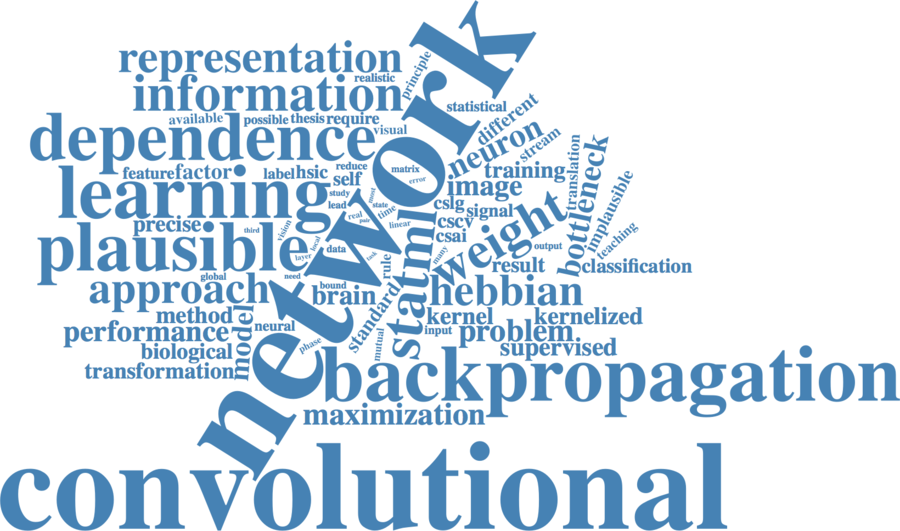 representation
realistic
principle
information
statistical
available
possible
thesis
require
visual
different
dependence
neuron
stream
feature
factor
label
hsic
reduce
self
matrix
error
training
translation
bottleneck
learning
study
most
image
implausible
lead
state
real
pair
time
linear
cslg
signal
precise
third
vision
local
cscv
weight
teaching
plausible
layer
data
task
csai
many
output
global
need
rule
result
classification
approach
bound
brain
statml
hebbian
network
method
model
neural
standard
kernel
kernelized
performance
input
problem
biological
phase
mutual
supervised
transformation
backpropagation
maximization
convolutional